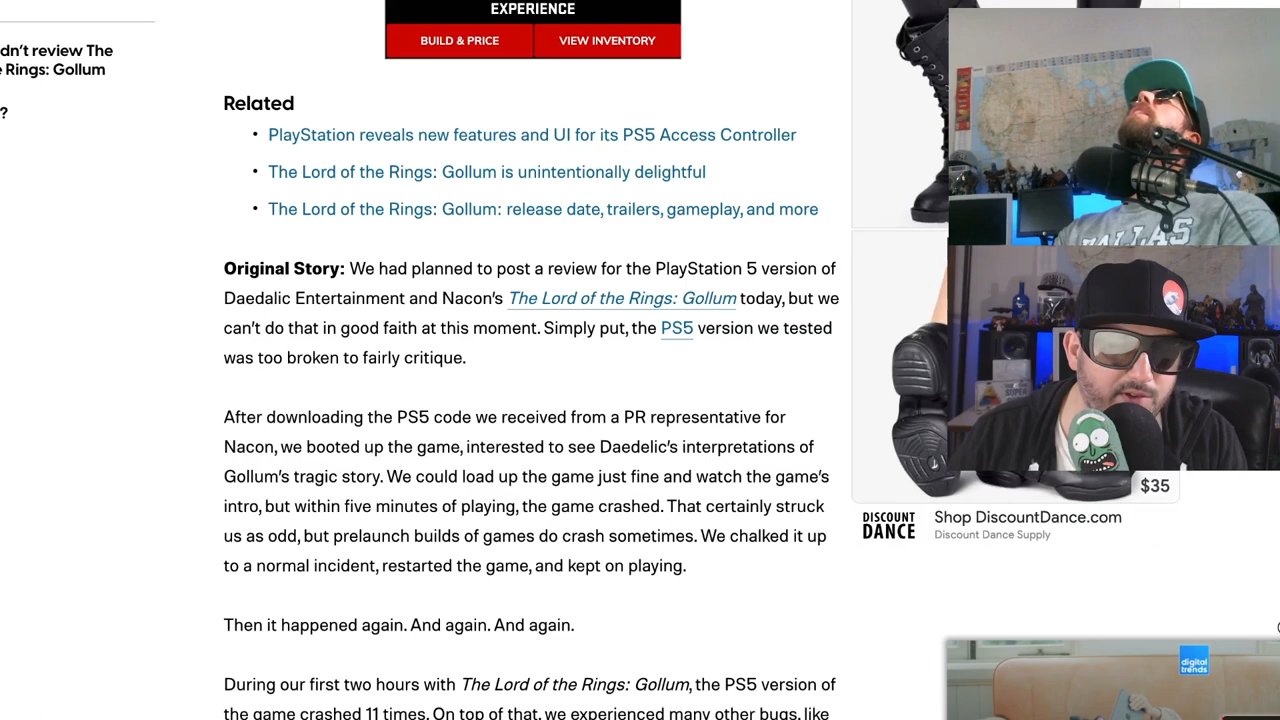 EXPERIENCE
BUILD & PRICE
VIEW INVENTORY
dn't review The
Rings: Gollum
?
Related
• PlayStation reveals new features and UI for its PS5 Access Controller
• The Lord of the Rings: Gollum is unintentionally delightful
• The Lord of the Rings: Gollum: release date, trailers, gameplay, and more
Original Story: We had planned to post a review for the PlayStation 5 version of
Daedalic Entertainment and Nacon's The Lord of the Rings: Gollum today, but we
can't do that in good faith at this moment. Simply put, the PS5 version we tested
was too broken to fairly critique.
After downloading the PS5 code we received from a PR representative for
Nacon, we booted up the game, interested to see Daedelic's interpretations of
Gollum's tragic story. We could load up the game just fine and watch the game's
intro, but within five minutes of playing, the game crashed. That certainly struck
us as odd, but prelaunch builds of games do crash sometimes. We chalked it up
to a normal incident, restarted the game, and kept on playing.
Then it happened again. And again. And again.
During our first two hours with The Lord of the Rings: Gollum, the PS5 version of
the game crashed 11 times. On top of that, we experienced many other bugs, like
DALLAS
$35
DISCOUNT
DANCE
Shop DiscountDance.com
Discount Dance Supply
digital
trends